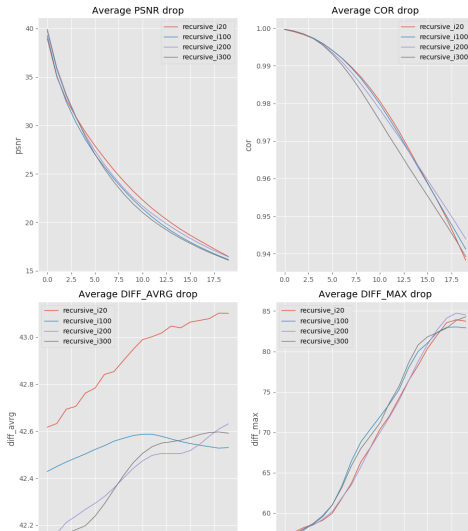 Average PSNR drop
recursive_i20
recursive_i100
recursive_i200
recursive_i300
psnr
40
35
30
25
20
15
0.0 2.5 5.0 7.5 10.0 12.5 15.0 17.5
Average COR drop
recursive_i20
recursive_i100
recursive_i200
recursive_i300
cor
1.00
0.99
0.98
0.97
0.96
0.95
0.94
0.0 2.5 5.0 7.5 10.0 12.5 15.0 17.5
Average DIFF_AVRG drop
recursive_i20
recursive_i100
recursive_i200
recursive_i300
diff_avrg
43.0
42.8
42.6
42.4
42.2
Average DIFF_MAX drop
recursive_i20
recursive_i100
recursive_i200
recursive_i300
diff_max
85
80
75
70
65
60